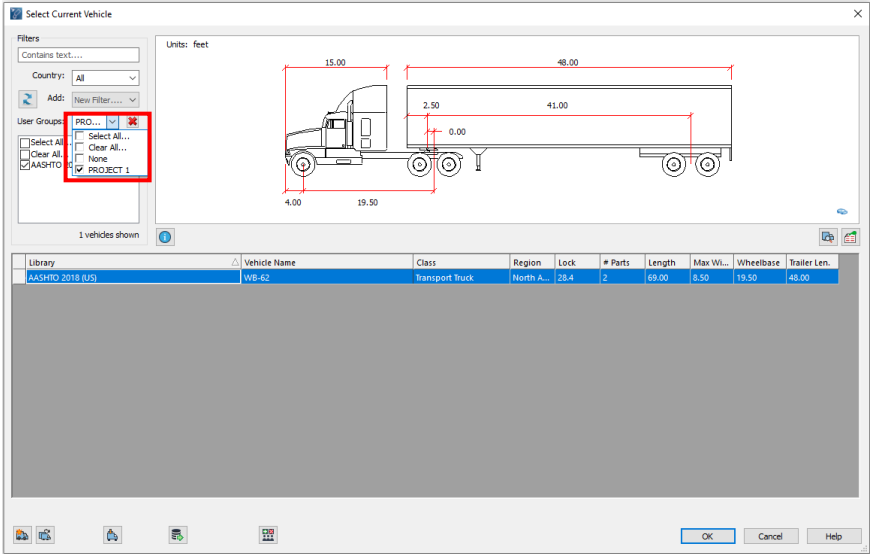 Select Current Vehicle
Filters
Contains text....
Country: All
Add: New Filter....
User Groups: PRO...
Select All...
Clear All...
None
PROJECT 1
Select All
Clear All.
AASHTO 20
1 vehicles shown
Units: feet
15.00 48.00
2.50 41.00
0.00
4.00 19.50
Library Vehicle Name Class Region Lock # Parts Length Max Wi... Wheelbase Trailer Len.
AASHTO 2018 (US) WB-62 Transport Truck North A... 28.4 2 69.00 8.50 19.50 48.00
OK Cancel Help